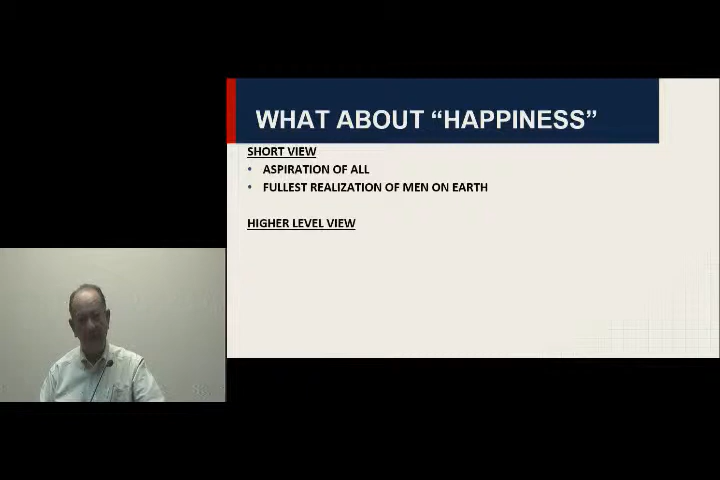 WHAT ABOUT “HAPPINESS”
SHORT VIEW
• ASPIRATION OF ALL
• FULLEST REALIZATION OF MEN ON EARTH
HIGHER LEVEL VIEW